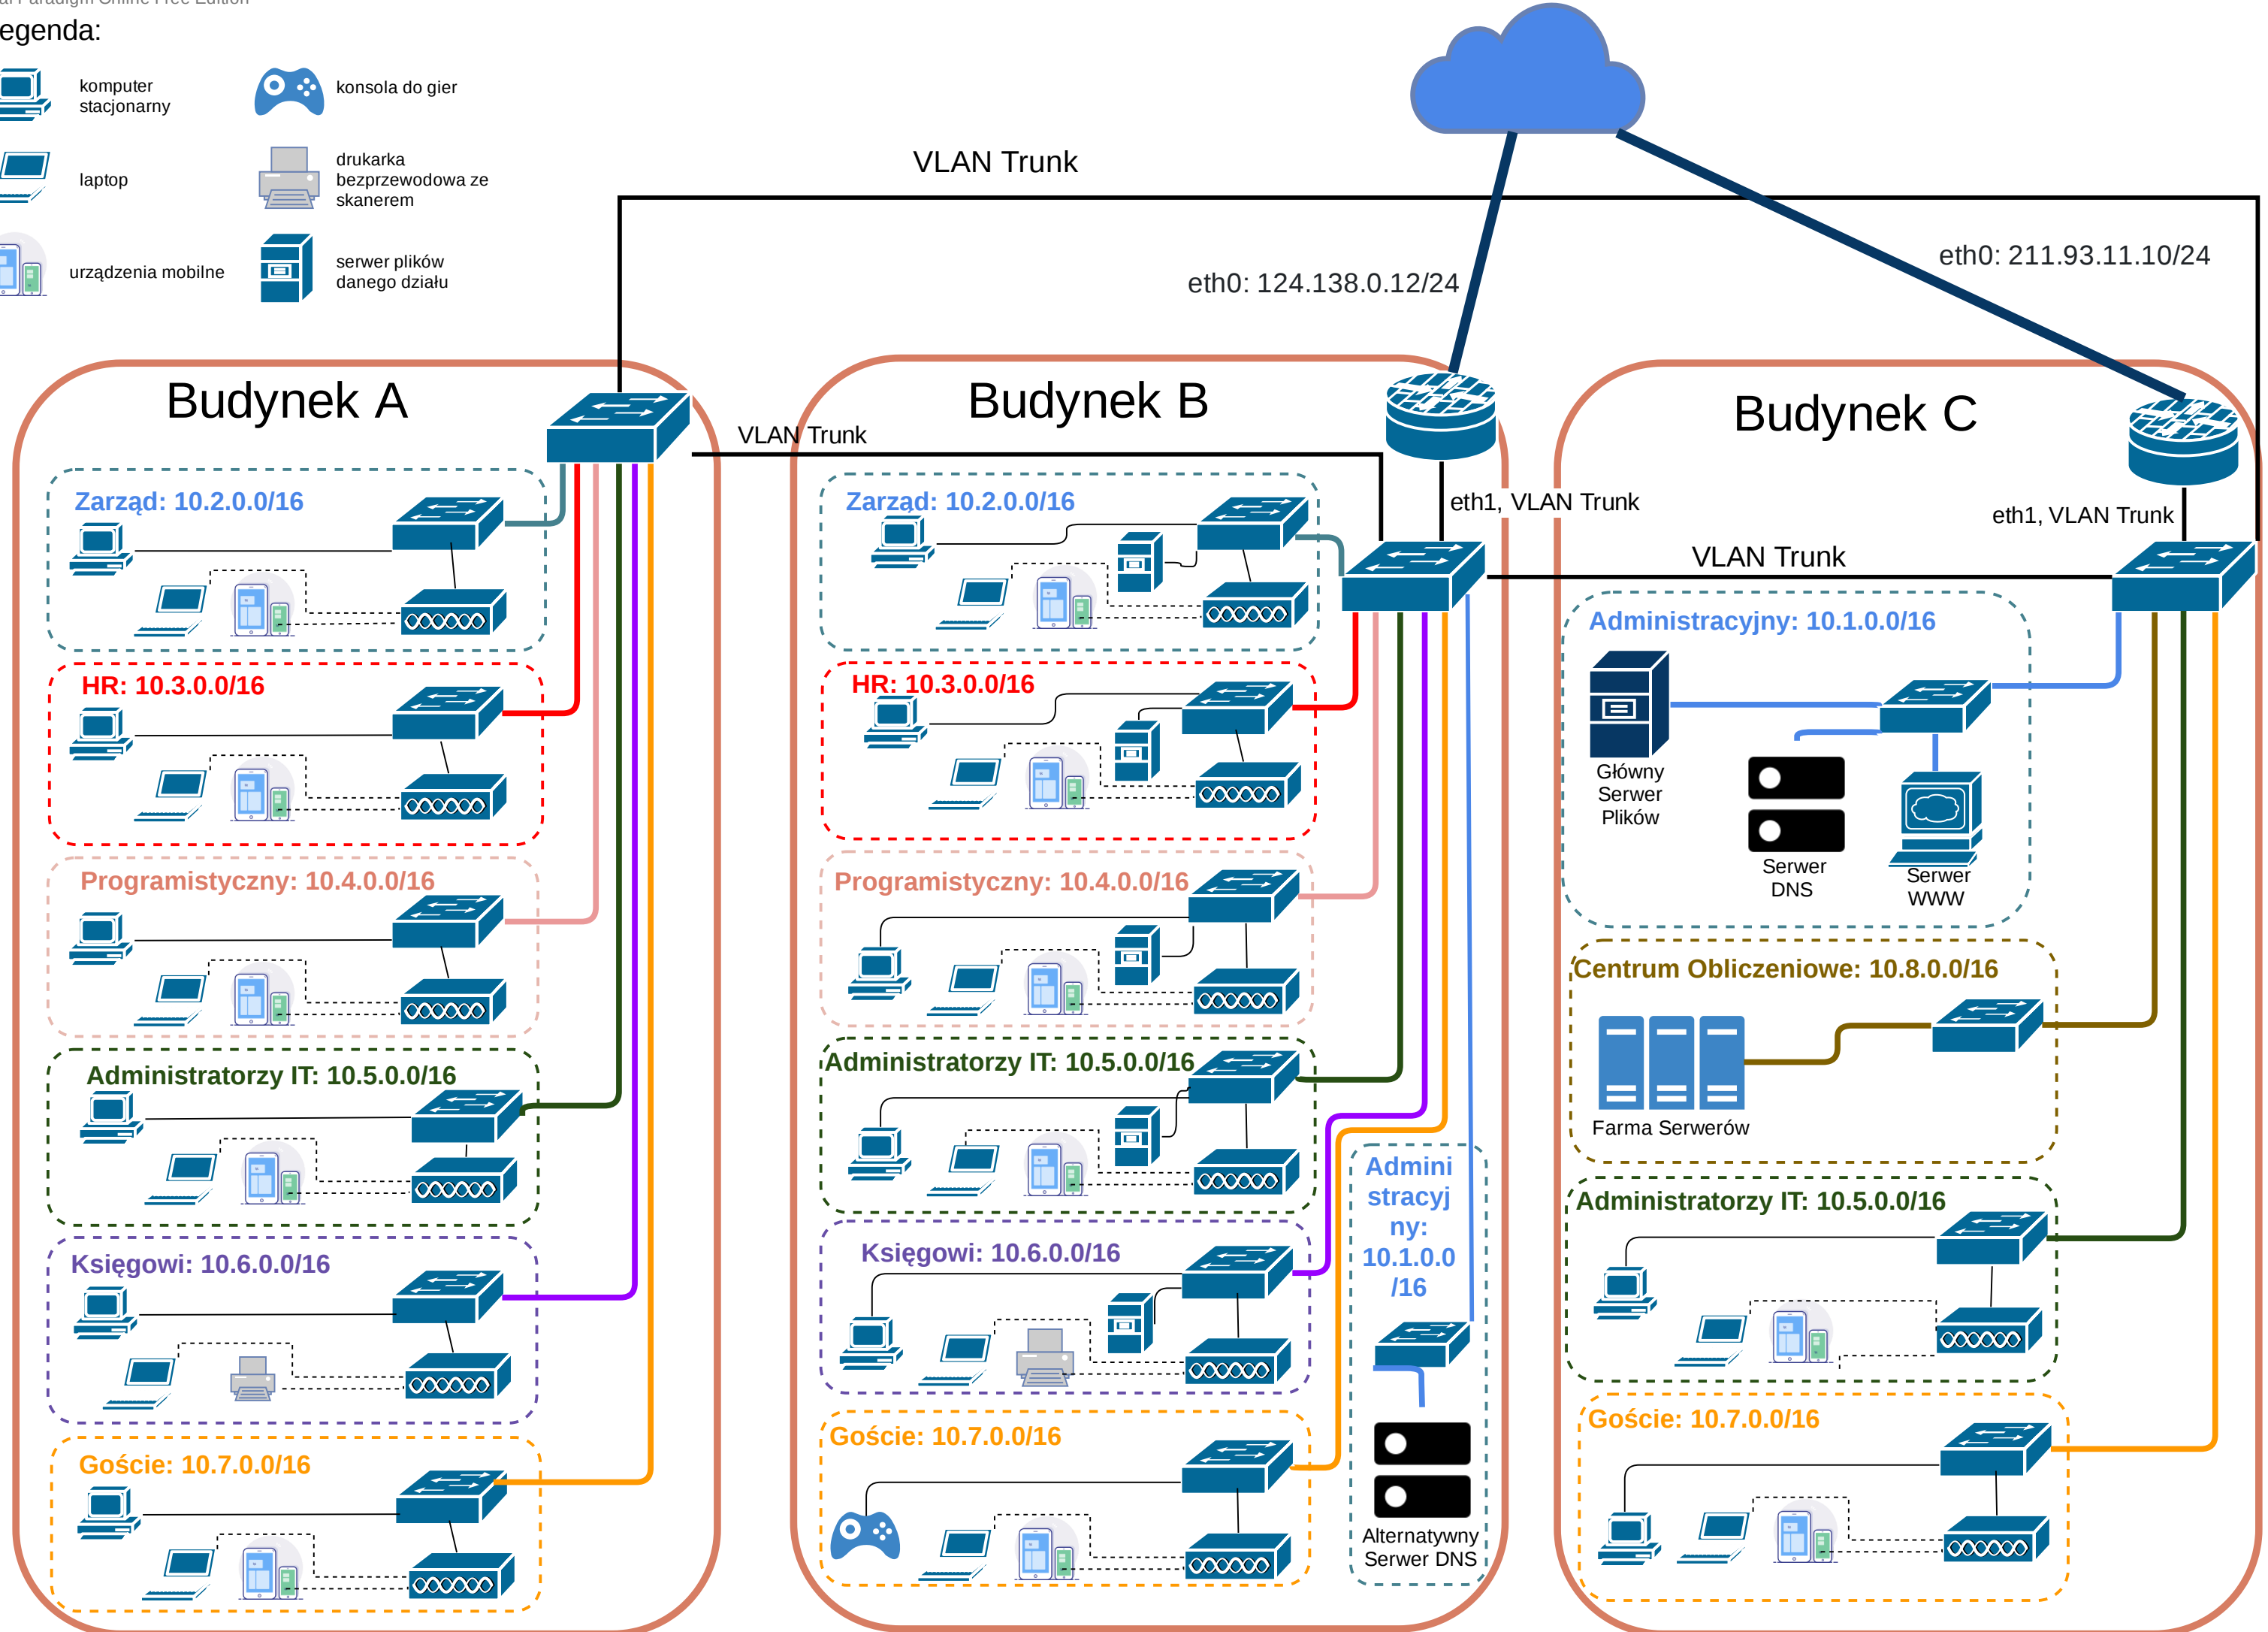 al Paradigm Online Free Edition
egenda:
komputer
stacjonarny
konsola do gier
laptop
drukarka
bezprzewodowa ze
skanerem
urządzenia mobilne
serwer plików
danego działu
VLAN Trunk
eth0: 124.138.0.12/24
eth0: 211.93.11.10/24
Budynek A
VLAN Trunk
Zarząd: 10.2.0.0/16
HR: 10.3.0.0/16
Programistyczny: 10.4.0.0/16
Administratorzy IT: 10.5.0.0/16
Księgowi: 10.6.0.0/16
Goście: 10.7.0.0/16
Budynek B
eth1, VLAN Trunk
Zarząd: 10.2.0.0/16
HR: 10.3.0.0/16
Programistyczny: 10.4.0.0/16
Administratorzy IT: 10.5.0.0/16
Księgowi: 10.6.0.0/16
Goście: 10.7.0.0/16
Admini
stracyj
ny:
10.1.0.0
/16
Alternatywny
Serwer DNS
Budynek C
eth1, VLAN Trunk
VLAN Trunk
Administracyjny: 10.1.0.0/16
Główny
Serwer
Plików
Serwer
DNS
Serwer
WWW
Centrum Obliczeniowe: 10.8.0.0/16
Farma Serwerów
Administratorzy IT: 10.5.0.0/16
Goście: 10.7.0.0/16